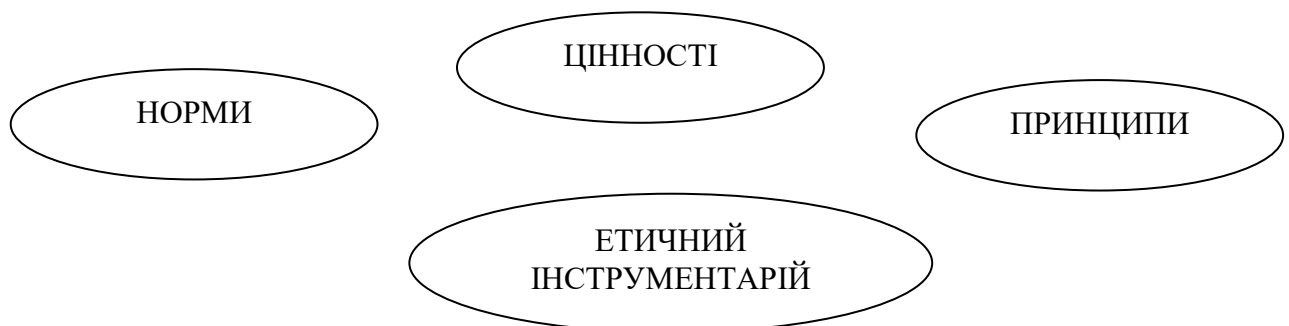 ЦІННОСТІ
НОРМИ
ПРИНЦИПИ
ЕТИЧНИЙ
ІНСТРУМЕНТАРІЙ